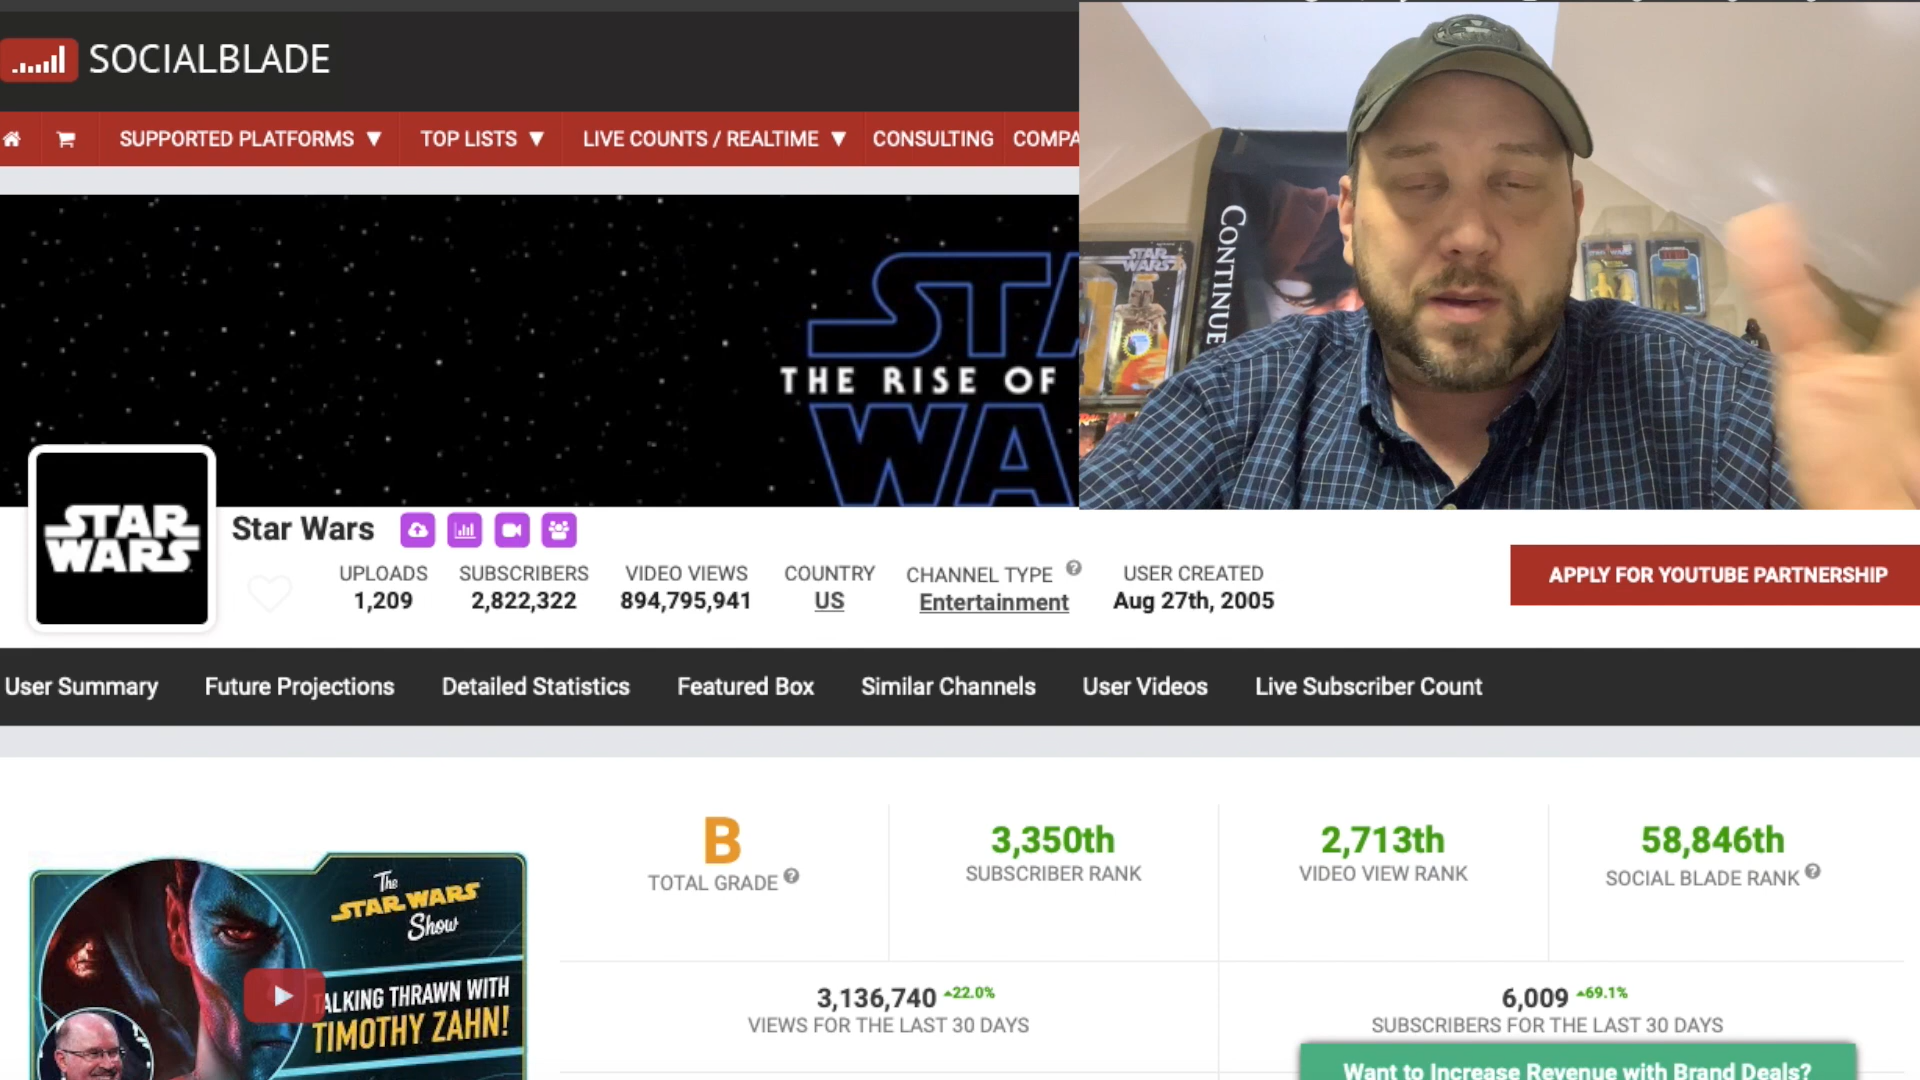 SOCIALBLADE
SUPPORTED PLATFORMS ▼ TOP LISTS ▼ LIVE COUNTS / REALTIME ▼ CONSULTING COMPA
STA
THE RISE OF
WA
STAR WARS
CONTINUE
STAR WARS
Star Wars
UPLOADS SUBSCRIBERS VIDEO VIEWS COUNTRY CHANNEL TYPE ? USER CREATED
1,209 2,822,322 894,795,941 US Entertainment Aug 27th, 2005
APPLY FOR YOUTUBE PARTNERSHIP
User Summary Future Projections Detailed Statistics Featured Box Similar Channels User Videos Live Subscriber Count
B 3,350th 2,713th 58,846th
TOTAL GRADE ? SUBSCRIBER RANK VIDEO VIEW RANK SOCIAL BLADE RANK ?
The
STAR WARS
Show
TALKING THRAWN WITH
TIMOTHY ZAHN!
3,136,740 22.0% 6,009 69.1%
VIEWS FOR THE LAST 30 DAYS SUBSCRIBERS FOR THE LAST 30 DAYS
Want to Increase Revenue with Brand Deals?